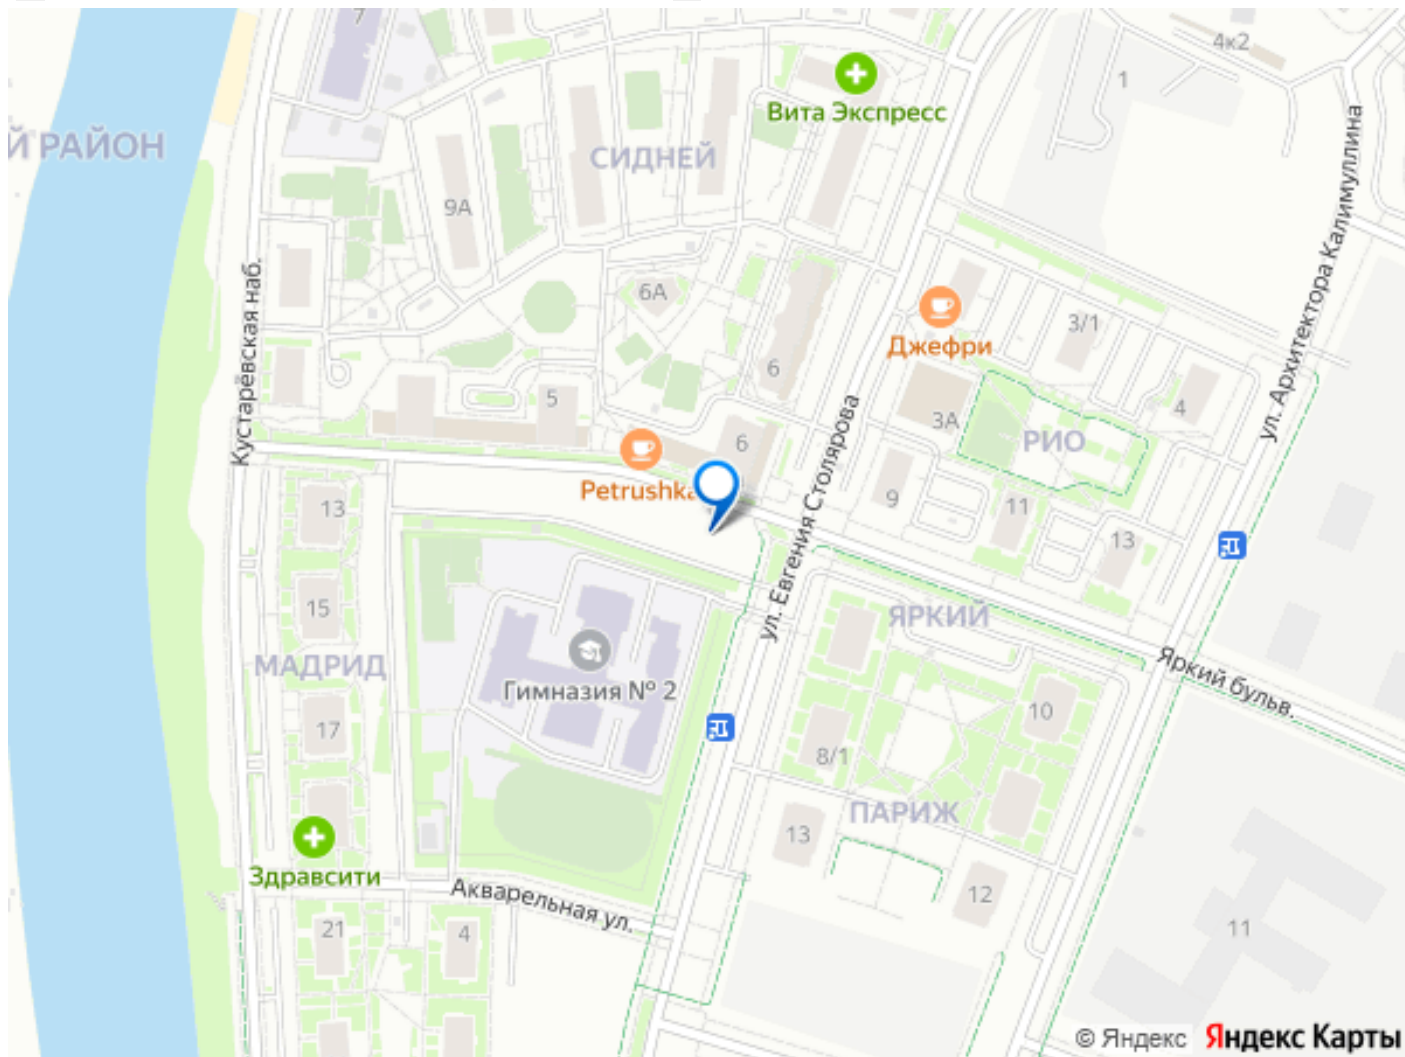 7
4к2
1
Вита Экспресс
Й РАЙОН
СИДНЕЙ
9А
ул. Архитектора Калимуллина
Кустарёвская наб.
6А
3/1
Джефри
6
5
4
3А
РИО
6
ул. Евгения Столярова
Petrushka
13
9
11
13
15
ЯРКИЙ
МАДРИД
Гимназия № 2
Яркий бульв.
17
10
8/1
ПАРИЖ
13
Здравсити
Акварельная ул.
12
21
4
11
© Яндекс Яндекс Карты